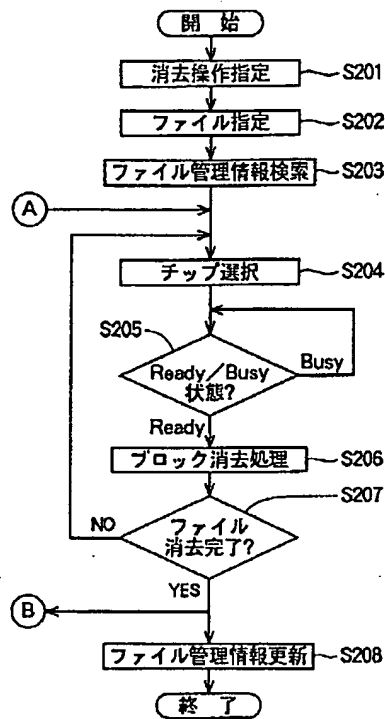 開 始
消去操作指定 S201
ファイル指定 S202
ファイル管理情報検索 S203
A
チップ選択 S204
S205
Ready/Busy
状態?
Busy
Ready
ブロック消去処理 S206
S207
ファイル
消去完了?
NO
YES
B
ファイル管理情報更新 S208
終 了